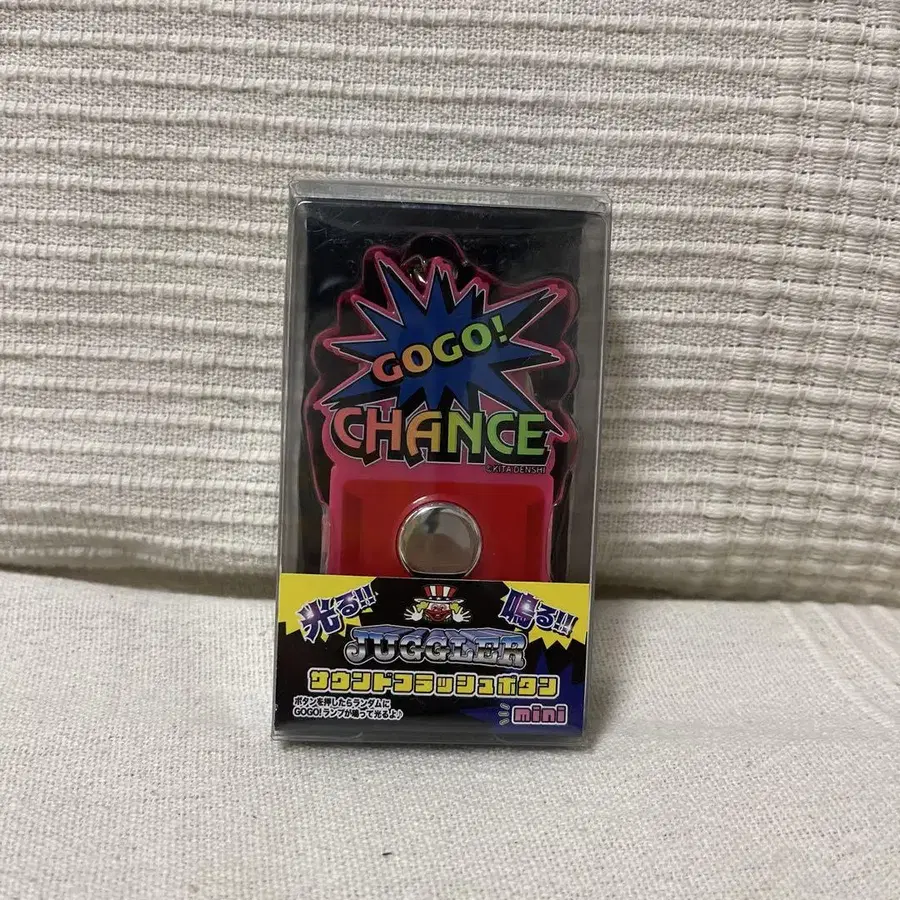 GOGO!
CHANCE
©KITA DENSHI
光る!!
鳴る!!
JUGGLER
サウンドフラッシュボタン
ボタンを押したらランダムに
GOGO!ランプが鳴って光るよ♪
mini